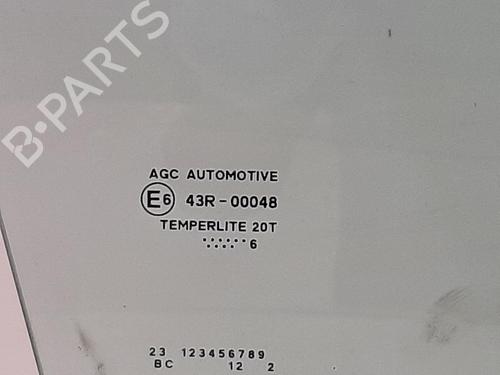 B-PARTS
AGC AUTOMOTIVE
E6 43R-00048
TEMPERLITE 20T
6
23 123456789
BC 12 2